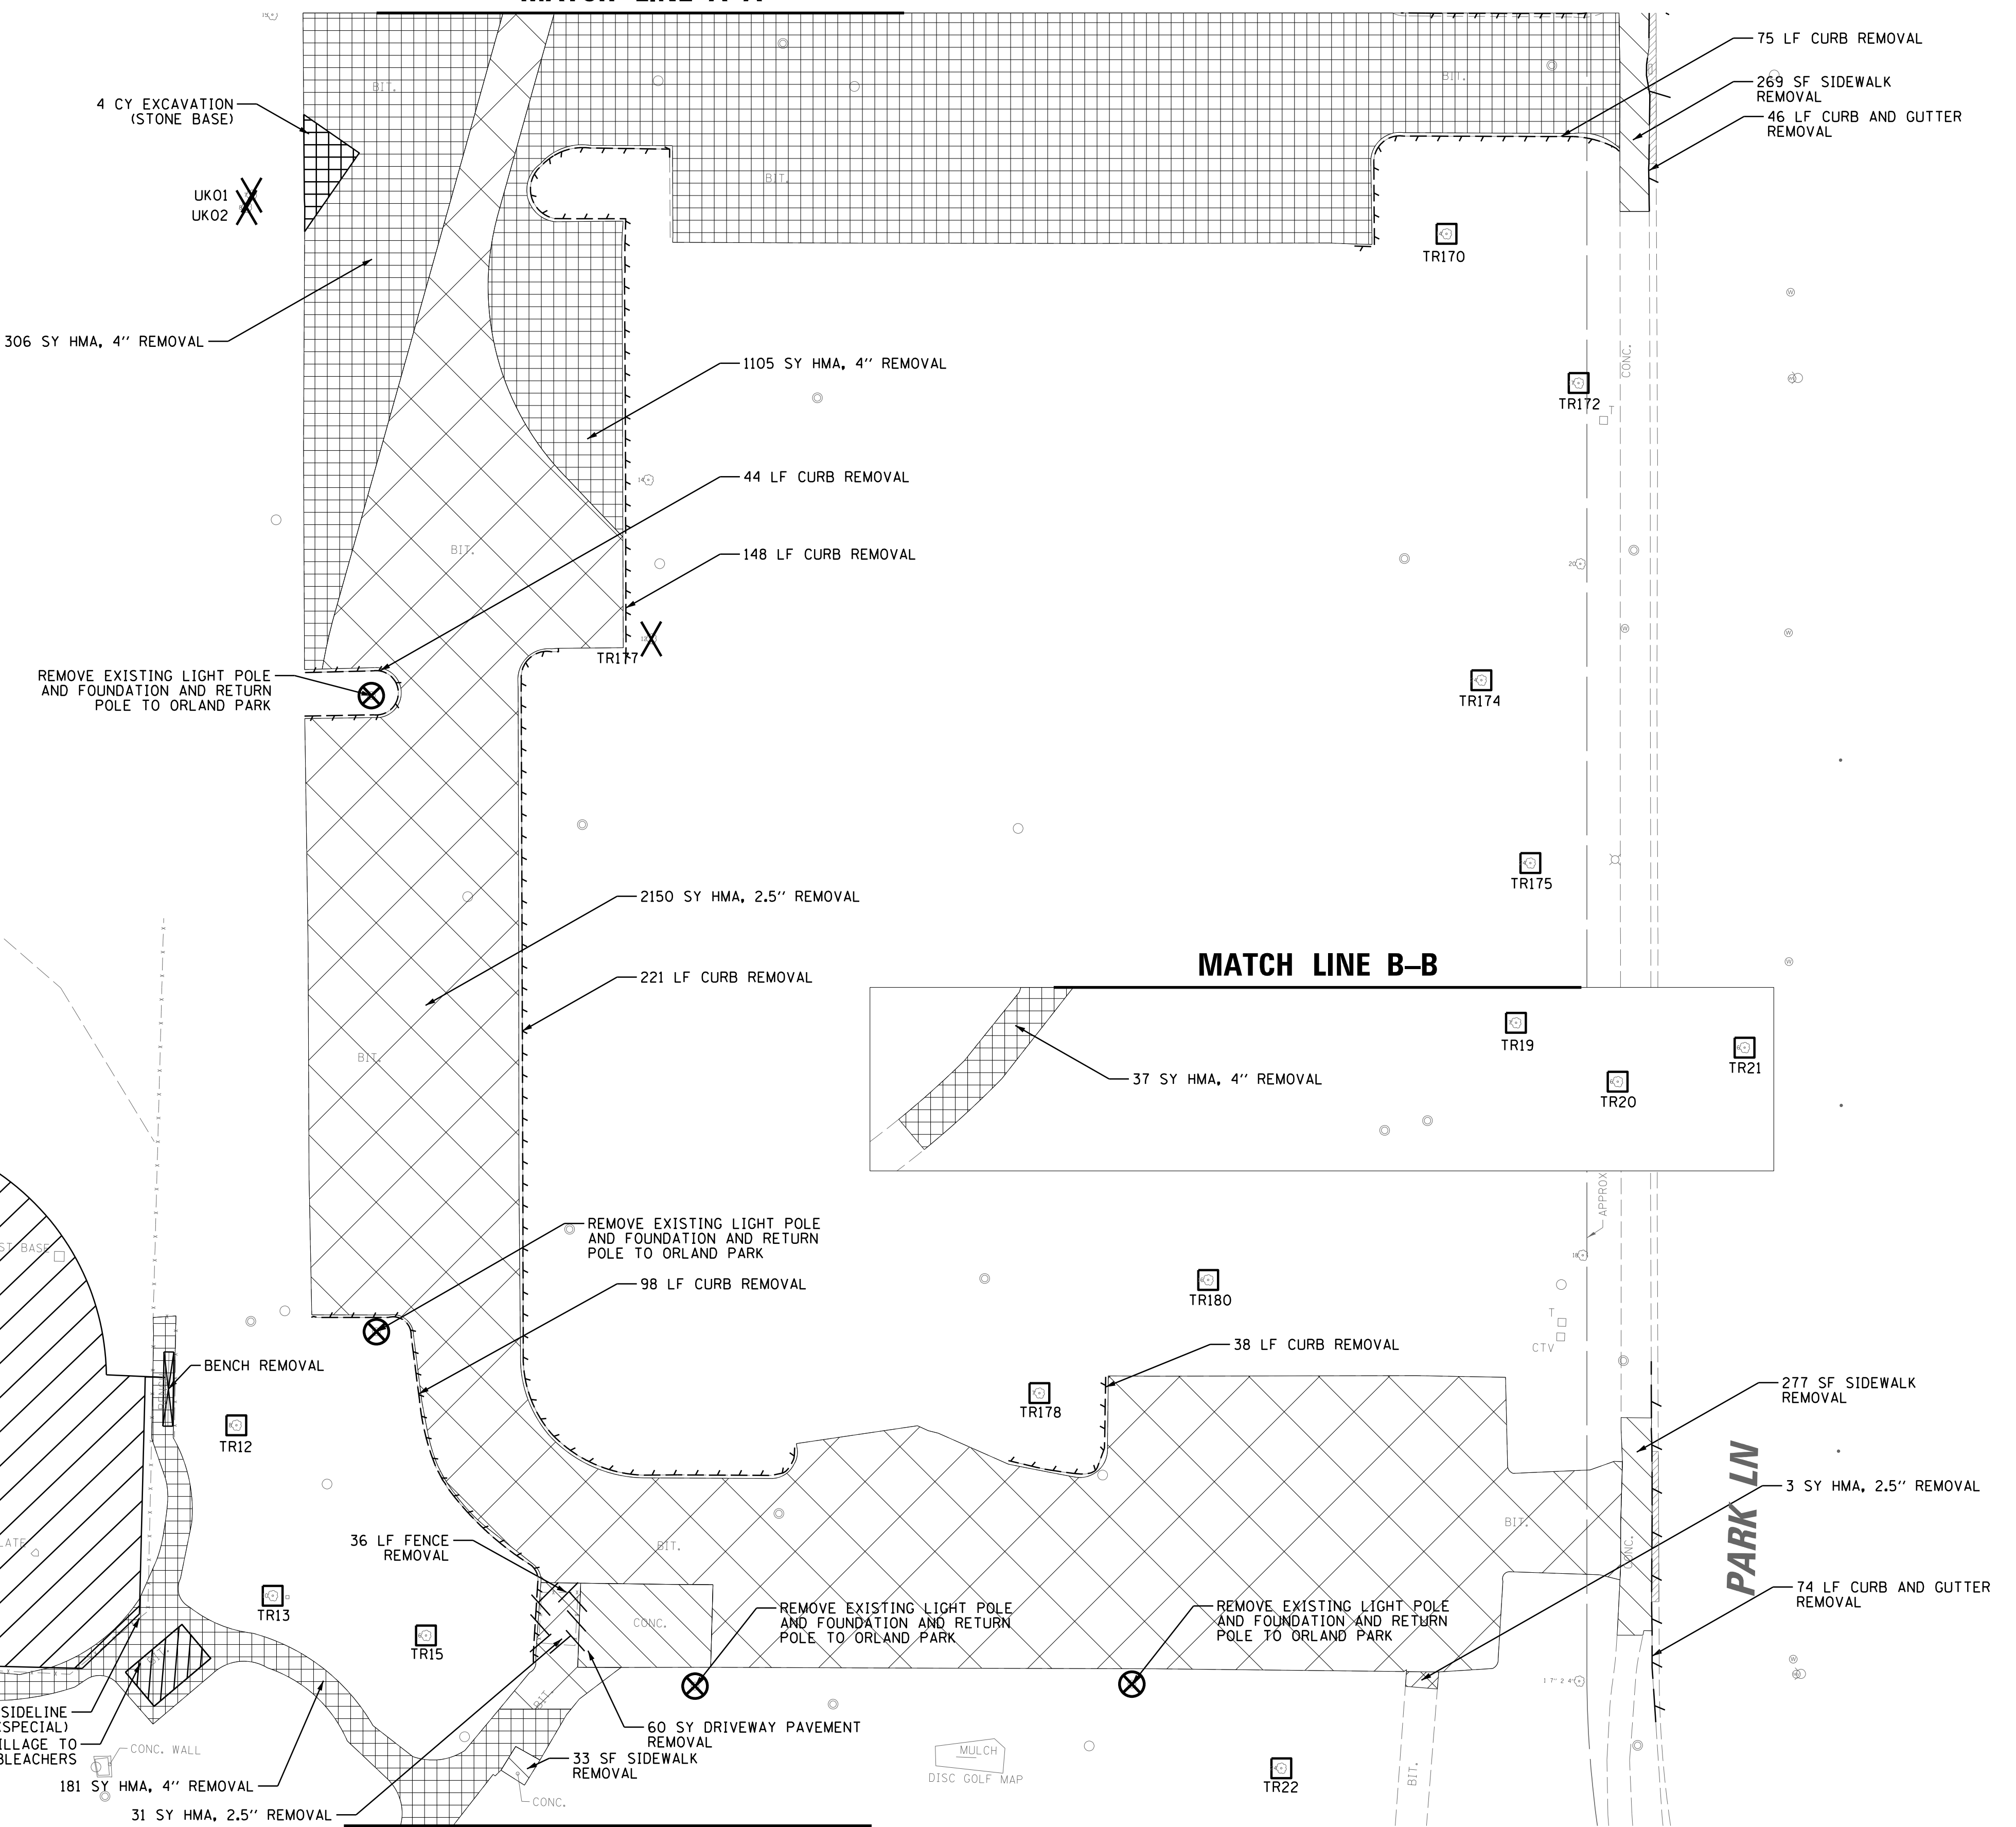 75 LF CURB REMOVAL
269 SF SIDEWALK
REMOVAL
46 LF CURB AND GUTTER
REMOVAL
4 CY EXCAVATION
(STONE BASE)
BIT.
BIT.
BIT.
UK01
UK02
TR170
306 SY HMA, 4" REMOVAL
1105 SY HMA, 4" REMOVAL
CONC.
TR172
T
44 LF CURB REMOVAL
148 LF CURB REMOVAL
BIT.
TR177
REMOVE EXISTING LIGHT POLE
AND FOUNDATION AND RETURN
POLE TO ORLAND PARK
TR174
TR175
2150 SY HMA, 2.5" REMOVAL
221 LF CURB REMOVAL
MATCH LINE B–B
TR19
TR20
TR21
37 SY HMA, 4" REMOVAL
BIT.
APPROX
REMOVE EXISTING LIGHT POLE
AND FOUNDATION AND RETURN
POLE TO ORLAND PARK
98 LF CURB REMOVAL
TR180
T
CTV
38 LF CURB REMOVAL
BENCH REMOVAL
TR12
TR178
277 SF SIDEWALK
REMOVAL
PARK LN
3 SY HMA, 2.5" REMOVAL
BIT.
BIT.
CONC.
36 LF FENCE
REMOVAL
74 LF CURB AND GUTTER
REMOVAL
TR13
TR15
CONC.
REMOVE EXISTING LIGHT POLE
AND FOUNDATION AND RETURN
POLE TO ORLAND PARK
REMOVE EXISTING LIGHT POLE
AND FOUNDATION AND RETURN
POLE TO ORLAND PARK
SIDELINE
(SPECIAL)
TO
BLEACHERS
CONC. WALL
BIT.
60 SY DRIVEWAY PAVEMENT
REMOVAL
33 SF SIDEWALK
REMOVAL
181 SY HMA, 4" REMOVAL
31 SY HMA, 2.5" REMOVAL
CONC.
MULCH
DISC GOLF MAP
TR22
BIT.